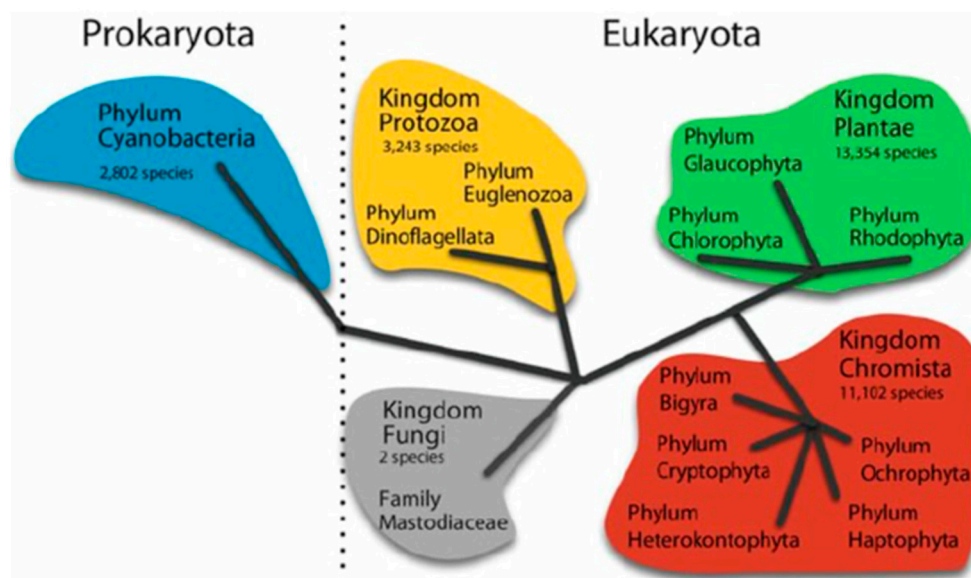 Prokaryota
Eukaryota
Phylum
Cyanobacteria
2,802 species
Kingdom
Protozoa
3,243 species
Phylum
Euglenozoa
Phylum
Dinoflagellata
Kingdom
Plantae
13,354 species
Phylum
Glaucophyta
Phylum
Chlorophyta
Phylum
Rhodophyta
Kingdom
Fungi
2 species
Family
Mastodiaceae
Kingdom
Chromista
11,102 species
Phylum
Bigyra
Phylum
Cryptophyta
Phylum
Ochrophyta
Phylum
Heterokontophyta
Phylum
Haptophyta